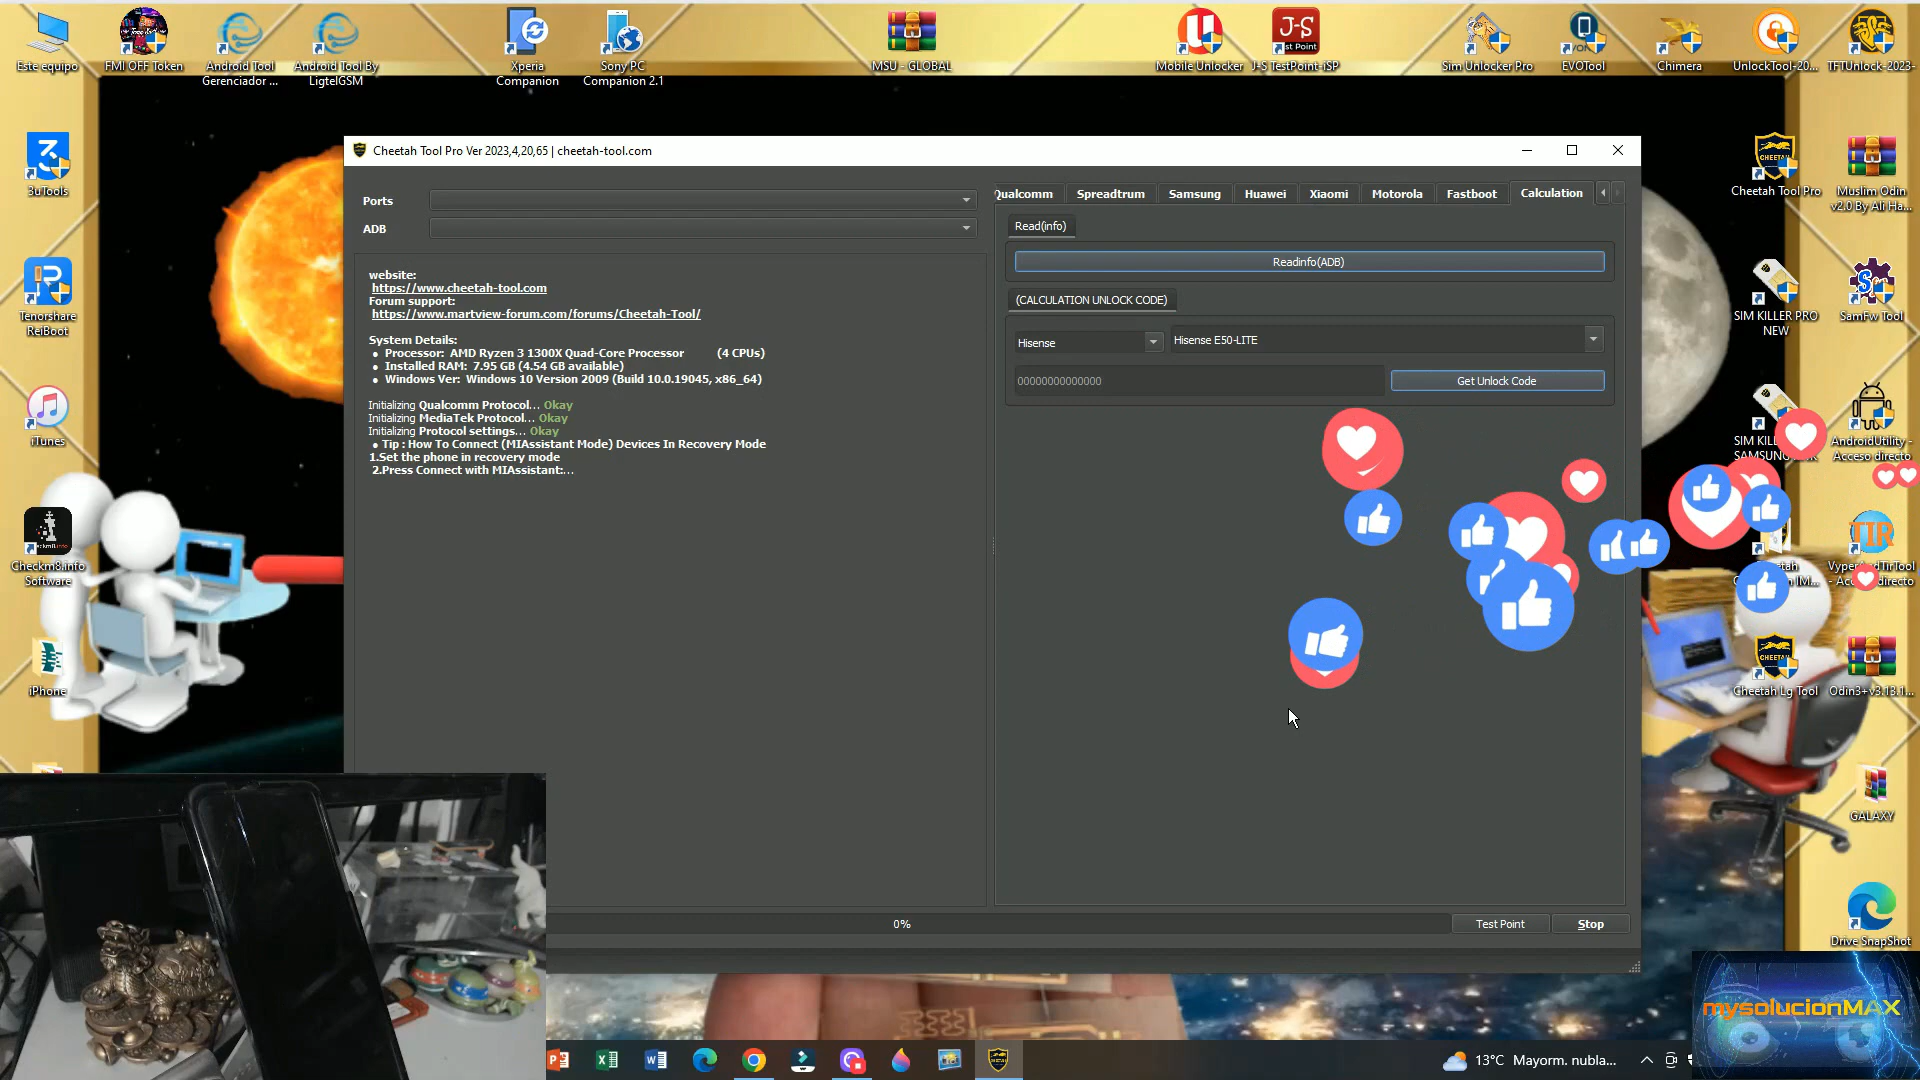 Este equipo
FMI OFF Token
Android Tool
Gerenciador ...
Android Tool By
LigtelGSM
Xperia
Companion
Sony PC
Companion 2.1
MSU - GLOBAL
Mobile Unlocker
J-S
st Point
J-S TestPoint-iSP
Sim Unlocker Pro
EVOTool
Chimera
UnlockTool-20...
TFTUnlock-2023-
3uTools
Tenorshare
ReiBoot
iTunes
Checkm8.info
Software
iPhone
Cheetah Tool Pro Ver 2023,4,20,65 | cheetah-tool.com
Ports
ADB
website:
https://www.cheetah-tool.com
Forum support:
https://www.martview-forum.com/forums/Cheetah-Tool/
System Details:
Processor: AMD Ryzen 3 1300X Quad-Core Processor (4 CPUs)
Installed RAM: 7.95 GB (4.54 GB available)
Windows Ver: Windows 10 Version 2009 (Build 10.0.19045, x86_64)
Initializing Qualcomm Protocol... Okay
Initializing MediaTek Protocol... Okay
Initializing Protocol settings... Okay
Tip : How To Connect (MIAssistant Mode) Devices In Recovery Mode
1.Set the phone in recovery mode
2.Press Connect with MIAssistant:...
Qualcomm
Spreadtrum
Samsung
Huawei
Xiaomi
Motorola
Fastboot
Calculation
Read(info)
Readinfo(ADB)
(CALCULATION UNLOCK CODE)
Hisense
Hisense E50-LITE
00000000000000
Get Unlock Code
0%
Test Point
Stop
CHEETAH
Cheetah Tool Pro
Muslim Odin
v2.0 By Ali Ha...
SIM KILLER PRO
NEW
SamFw Tool
SIM KIL
SAMSUNG
AndroidUtility -
Acceso directo
TIR
CHEETAH
Cheetah Lg Tool
Odin3+v3.13.1...
GALAXY
Drive SnapShot
mysolucionMAX
13°C Mayorm. nubla...